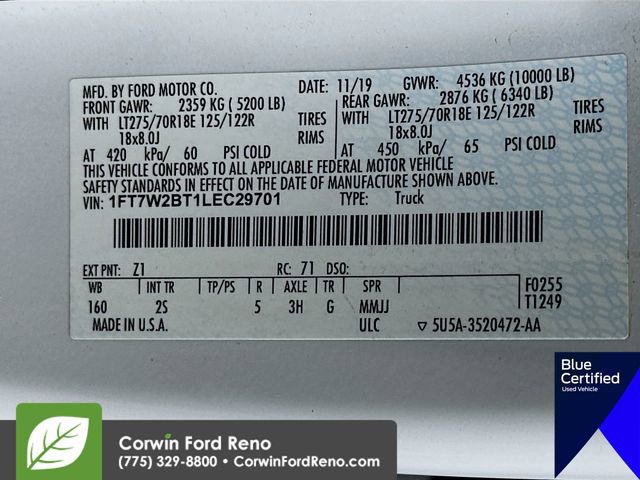 MFD. BY FORD MOTOR CO. DATE: 11/19 GVWR: 4536 KG (10000 LB)
FRONT GAWR: 2359 KG ( 5200 LB) REAR GAWR: 2876 KG ( 6340 LB)
WITH LT275/70R18E 125/122R TIRES WITH LT275/70R18E 125/122R TIRES
18x8.0J RIMS 18x8.0J RIMS
AT 420 kPa/ 60 PSI COLD AT 450 kPa/ 65 PSI COLD
THIS VEHICLE CONFORMS TO ALL APPLICABLE FEDERAL MOTOR VEHICLE
SAFETY STANDARDS IN EFFECT ON THE DATE OF MANUFACTURE SHOWN ABOVE.
VIN: 1FT7W2BT1LEC29701 TYPE: Truck
EXT PNT: Z1 RC: 71 DSO:
WB INT TR TP/PS R AXLE TR SPR F0255
160 2S 5 3H G MMJJ T1249
MADE IN U.S.A. ULC ▽ 5U5A-3520472-AA
Blue
Certified
Used Vehicle
Corwin Ford Reno
(775) 329-8800 • CorwinFordReno.com